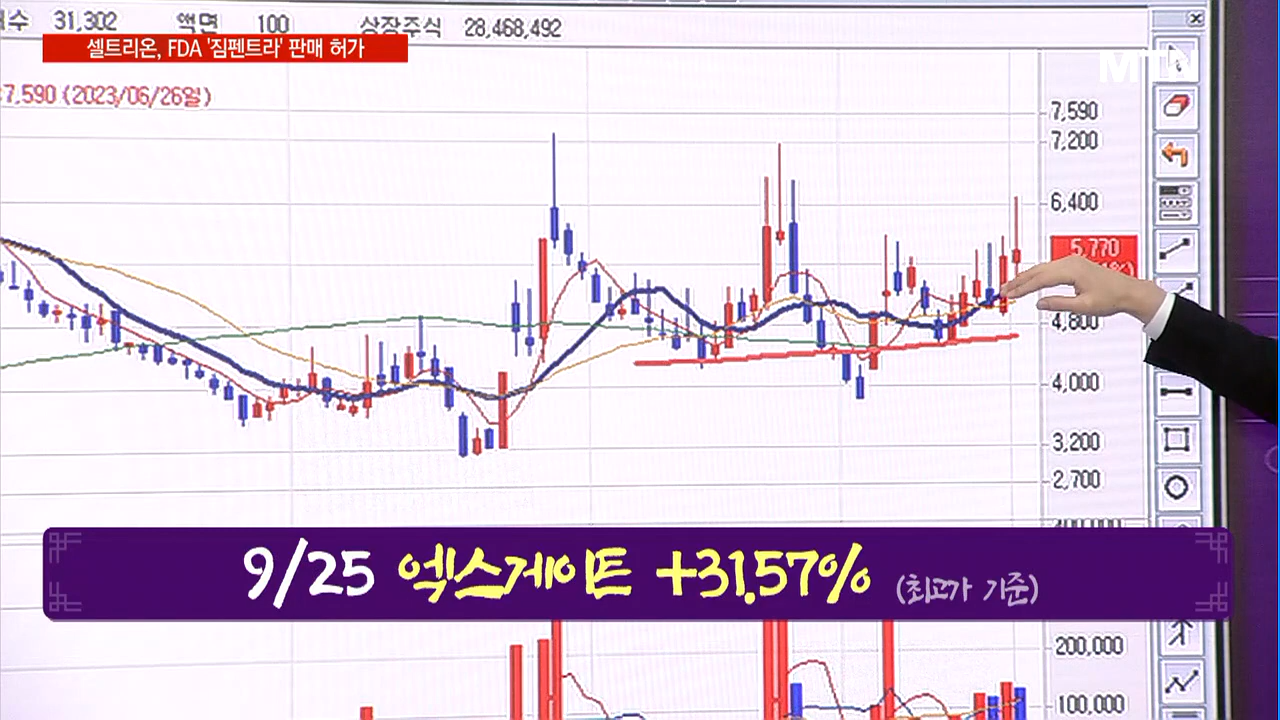 31,302 액면 100 상장주식 28,468,492
셀트리온, FDA '짐펜트라' 판매 허가
MTN
7,590 (2023/06/26일)
7,590
7,200
6,400
5,770
4,800
4,000
3,200
2,700
9/25 엑스게이트 +31.57% (최고가 기준)
200,000
100,000